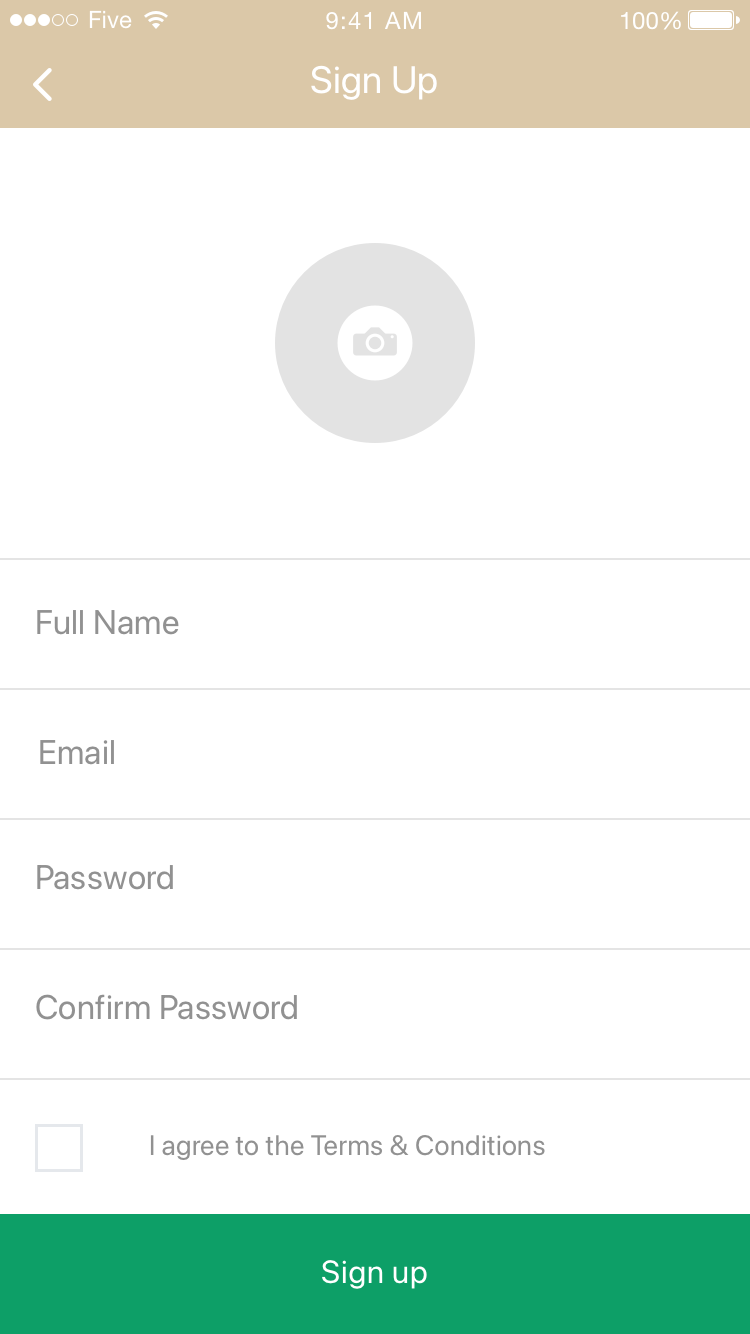 Five 9:41 AM 100%
Sign Up
Full Name
Email
Password
Confirm Password
I agree to the Terms & Conditions
Sign up